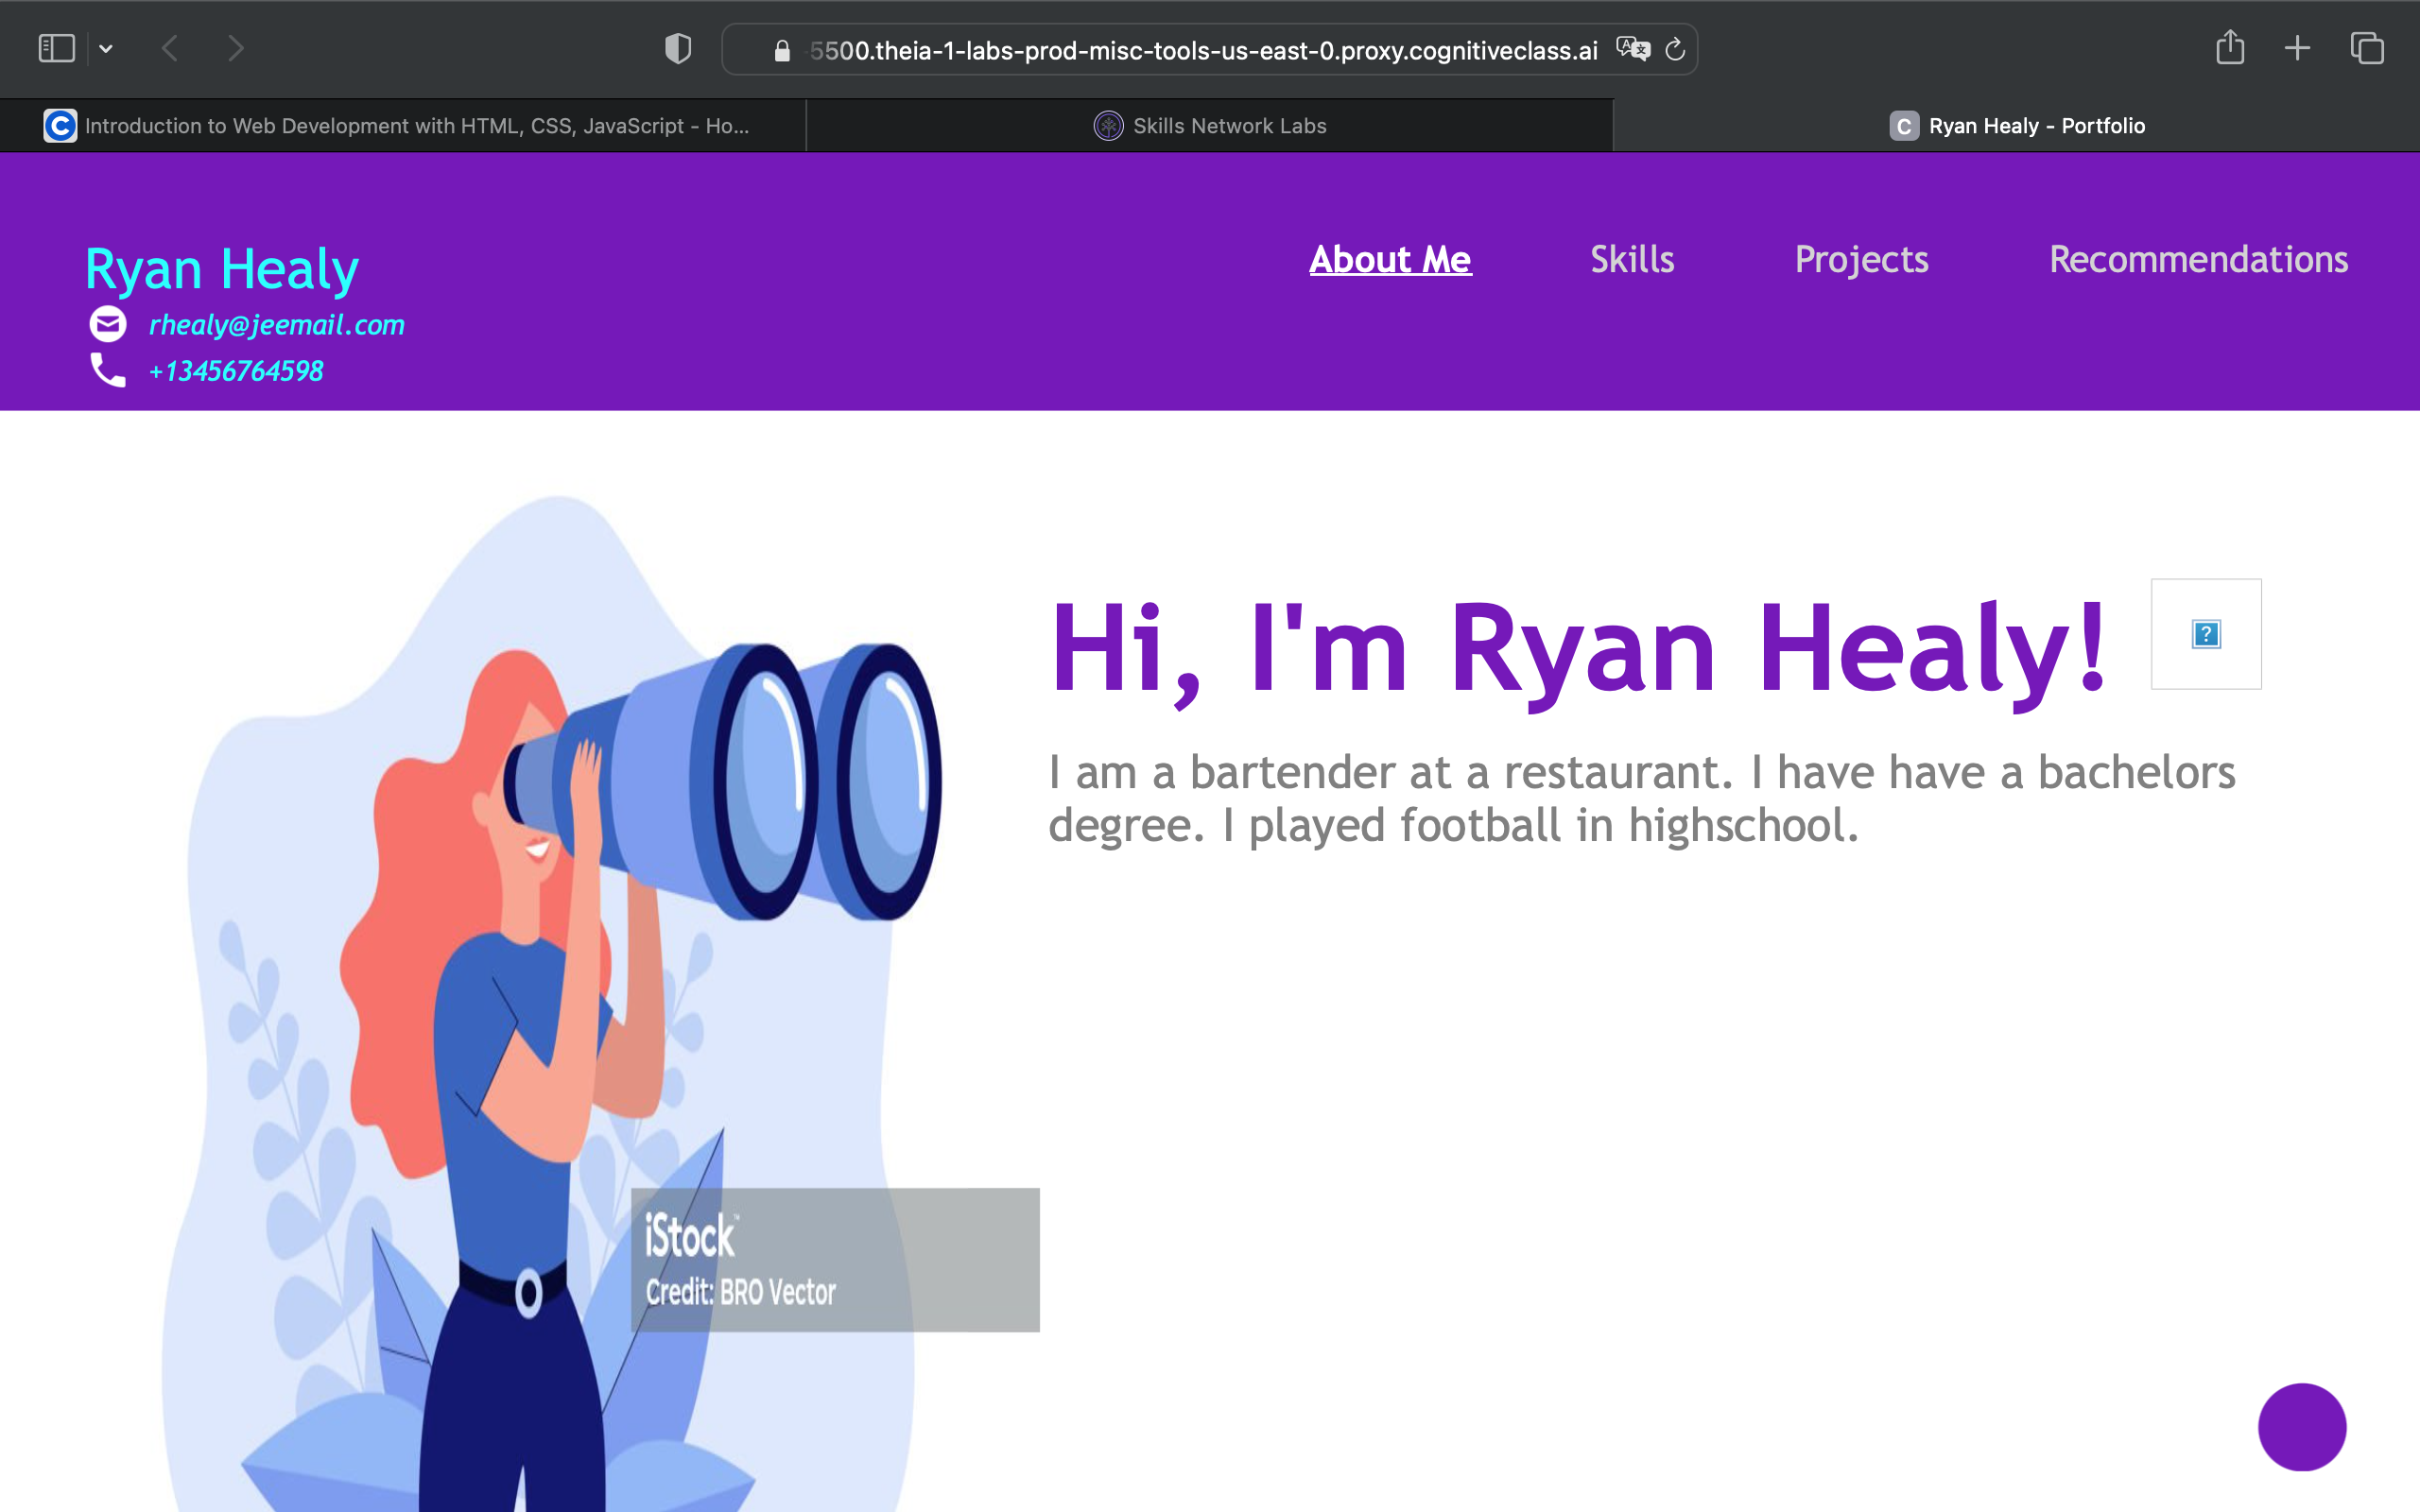 5500.theia-1-labs-prod-misc-tools-us-east-0.proxy.cognitiveclass.ai
Introduction to Web Development with HTML, CSS, JavaScript - Ho...
Skills Network Labs
C Ryan Healy - Portfolio
Ryan Healy
About Me
Skills
Projects
Recommendations
rhealy@jeemail.com
+13456764598
Hi, I'm Ryan Healy!
I am a bartender at a restaurant. I have have a bachelors
degree. I played football in highschool.
iStock™
Credit: BRO Vector